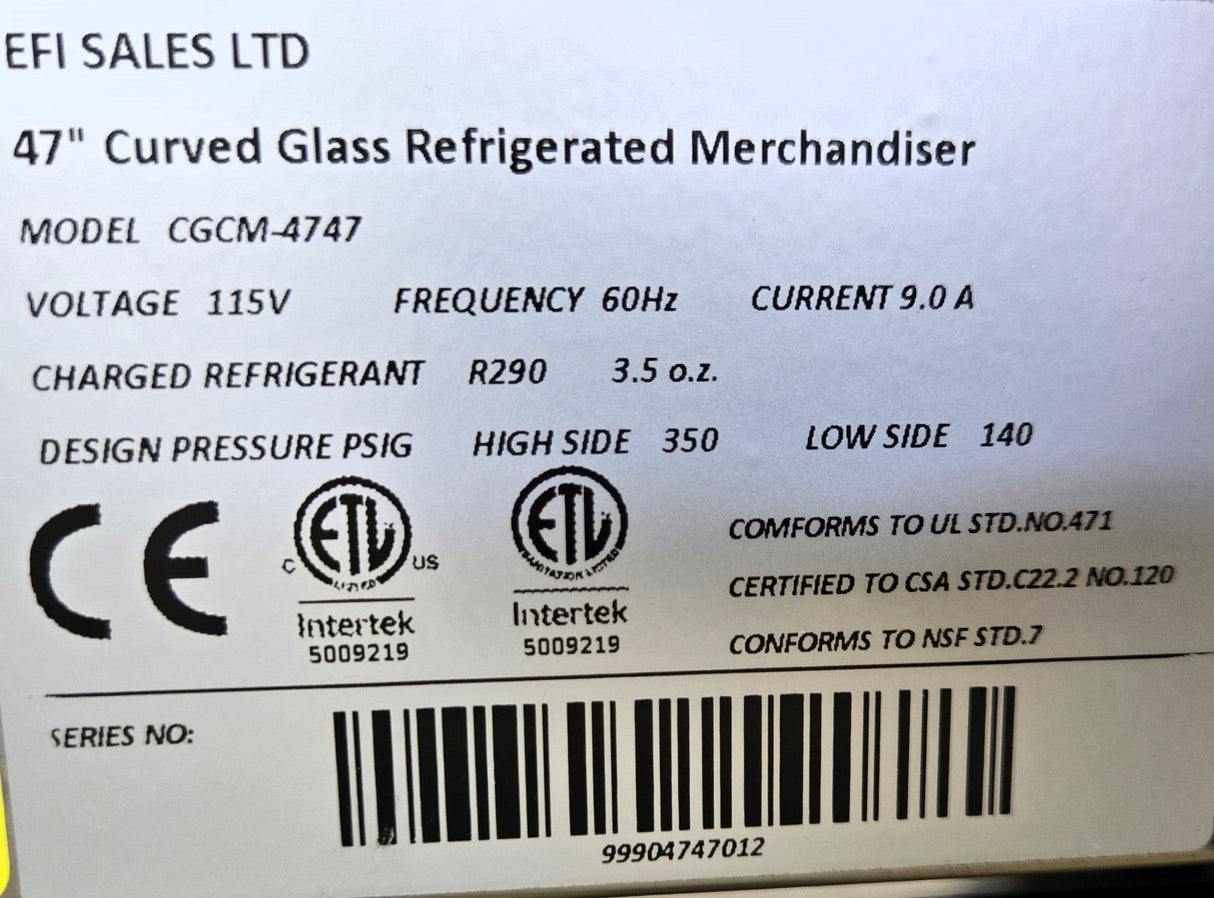 EFI SALES LTD
47" Curved Glass Refrigerated Merchandiser
MODEL CGCM-4747
VOLTAGE 115V FREQUENCY 60Hz CURRENT 9.0 A
CHARGED REFRIGERANT R290 3.5 o.z.
DESIGN PRESSURE PSIG HIGH SIDE 350 LOW SIDE 140
CE
C ETL US
LISTED
Intertek
5009219
ETL
SANITATION LISTED
Intertek
5009219
COMFORMS TO UL STD.NO.471
CERTIFIED TO CSA STD.C22.2 NO.120
CONFORMS TO NSF STD.7
SERIES NO:
99904747012